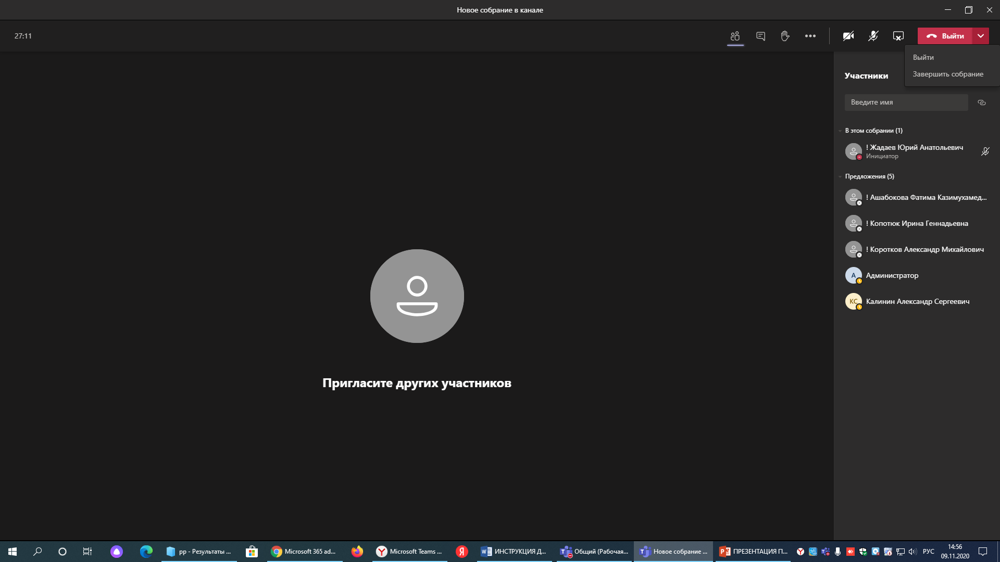 Новое собрание в канале
27:11
Выйти
Выйти
Завершить собрание
Участники
Введите имя
В этом собрании (1)
! Жадаев Юрий Анатольевич
Инициатор
Предложения (5)
! Ашабокова Фатима Казимухамед...
! Копотюк Ирина Геннадьевна
! Коротков Александр Михайлович
А Администратор
КС Калинин Александр Сергеевич
Пригласите других участников
pp - Результаты ...
Microsoft 365 ad...
Microsoft Teams ...
ИНСТРУКЦИЯ Д...
Общий (Рабочая...
Новое собрание ...
ПРЕЗЕНТАЦИЯ П...
РУС
14:56
09.11.2020